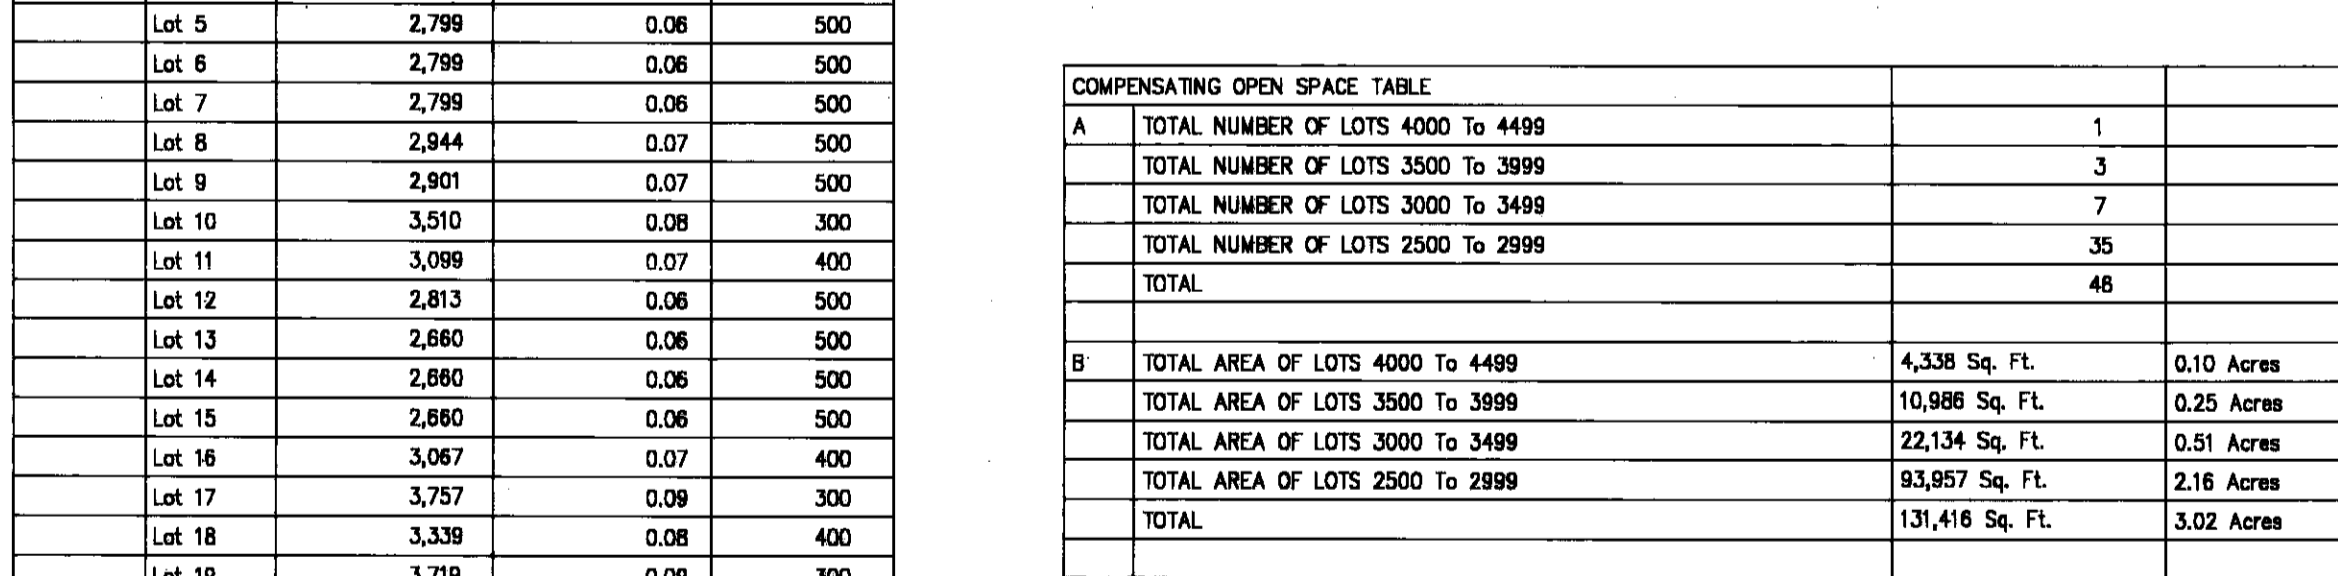 Lot 5 2,799 0.06 500
Lot 6 2,799 0.06 500
Lot 7 2,799 0.06 500
Lot 8 2,944 0.07 500
Lot 9 2,901 0.07 500
Lot 10 3,510 0.08 300
Lot 11 3,099 0.07 400
Lot 12 2,813 0.06 500
Lot 13 2,660 0.06 500
Lot 14 2,660 0.06 500
Lot 15 2,660 0.06 500
Lot 16 3,067 0.07 400
Lot 17 3,757 0.09 300
Lot 18 3,339 0.08 400
Lot 19 3,719 0.09 300
COMPENSATING OPEN SPACE TABLE
A TOTAL NUMBER OF LOTS 4000 To 4499 1
TOTAL NUMBER OF LOTS 3500 To 3999 3
TOTAL NUMBER OF LOTS 3000 To 3499 7
TOTAL NUMBER OF LOTS 2500 To 2999 35
TOTAL 46
B TOTAL AREA OF LOTS 4000 To 4499 4,338 Sq. Ft. 0.10 Acres
TOTAL AREA OF LOTS 3500 To 3999 10,986 Sq. Ft. 0.25 Acres
TOTAL AREA OF LOTS 3000 To 3499 22,134 Sq. Ft. 0.51 Acres
TOTAL AREA OF LOTS 2500 To 2999 93,957 Sq. Ft. 2.16 Acres
TOTAL 131,416 Sq. Ft. 3.02 Acres